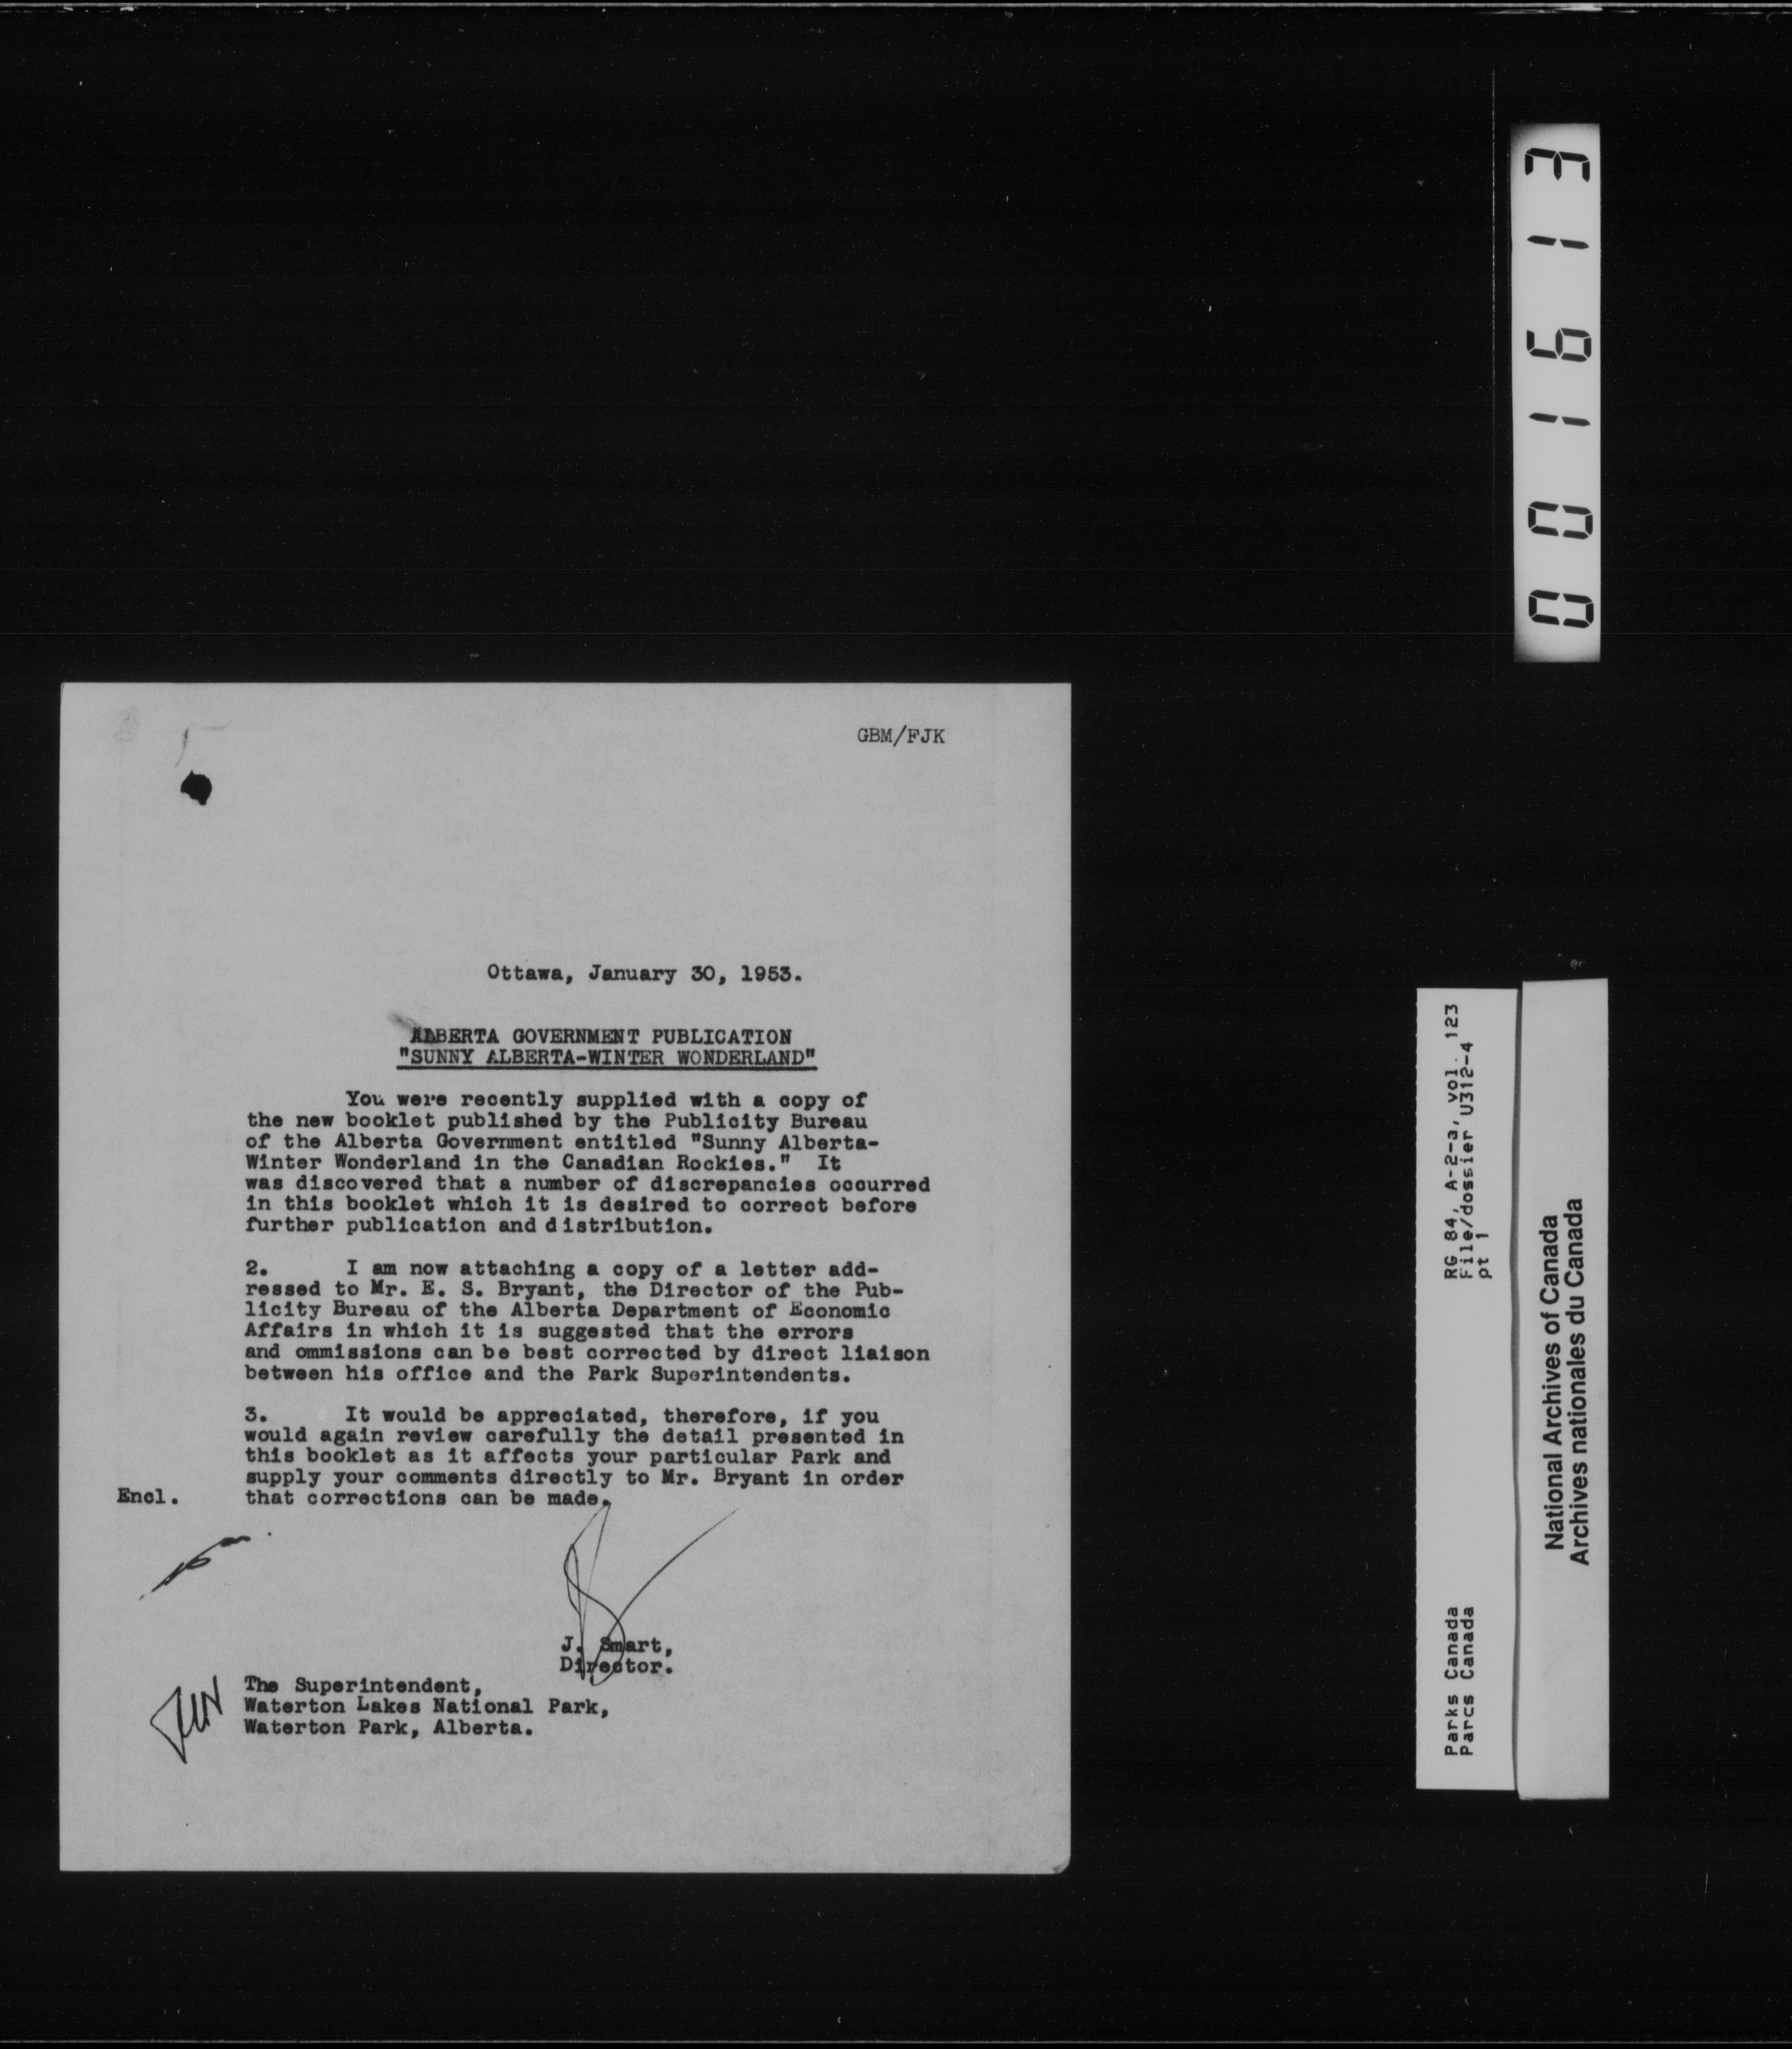 GBM/FJK
Ottawa, January 30, 1953.
ALBERTA GOVERNMENT PUBLICATION
"SUNNY ALBERTA-WINTER WONDERLAND"
You were recently supplied with a copy of
the new booklet published by the Publicity Bureau
of the Alberta Government entitled "Sunny Alberta-
Winter Wonderland in the Canadian Rockies." It
was discovered that a number of discrepancies occurred
in this booklet which it is desired to correct before
further publication and distribution.
2. I am now attaching a copy of a letter add-
ressed to Mr. E. S. Bryant, the Director of the Pub-
licity Bureau of the Alberta Department of Economic
Affairs in which it is suggested that the errors
and ommissions can be best corrected by direct liaison
between his office and the Park Superintendents.
3. It would be appreciated, therefore, if you
would again review carefully the detail presented in
this booklet as it affects your particular Park and
supply your comments directly to Mr. Bryant in order
Encl. that corrections can be made.
J. Smart,
Director.
The Superintendent,
Waterton Lakes National Park,
Waterton Park, Alberta.
001613
Parks Canada RG 84, A-2-a, vol. 123
Parcs Canada File/dossier U312-4
pt 1
National Archives of Canada
Archives nationales du Canada